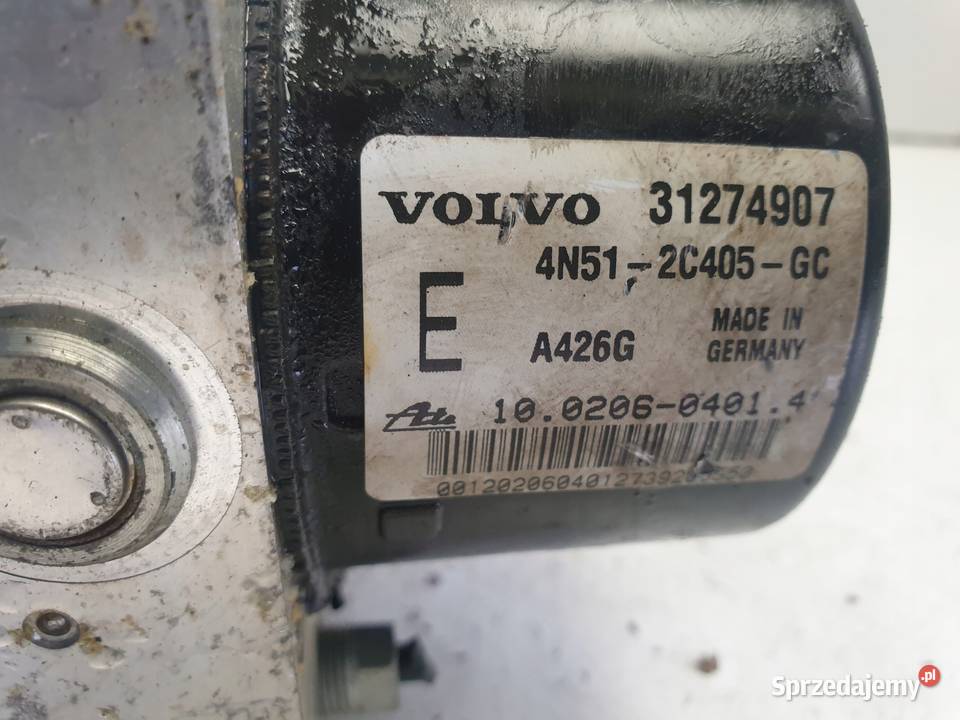 VOLVO 31274907
4N51-2C405-GC
E
A426G
MADE IN
GERMANY
Ate 10.0206-0401.4
Sprzedajemy.pl